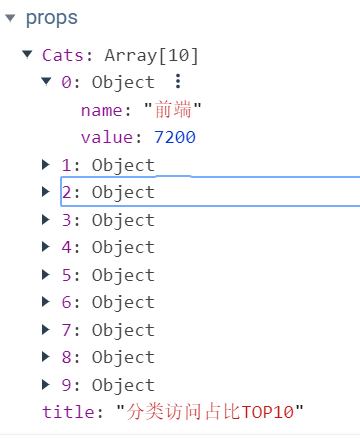 props
Cats: Array[10]
0: Object
name: "前端"
value: 7200
1: Object
2: Object
3: Object
4: Object
5: Object
6: Object
7: Object
8: Object
9: Object
title: "分类访问占比TOP10"